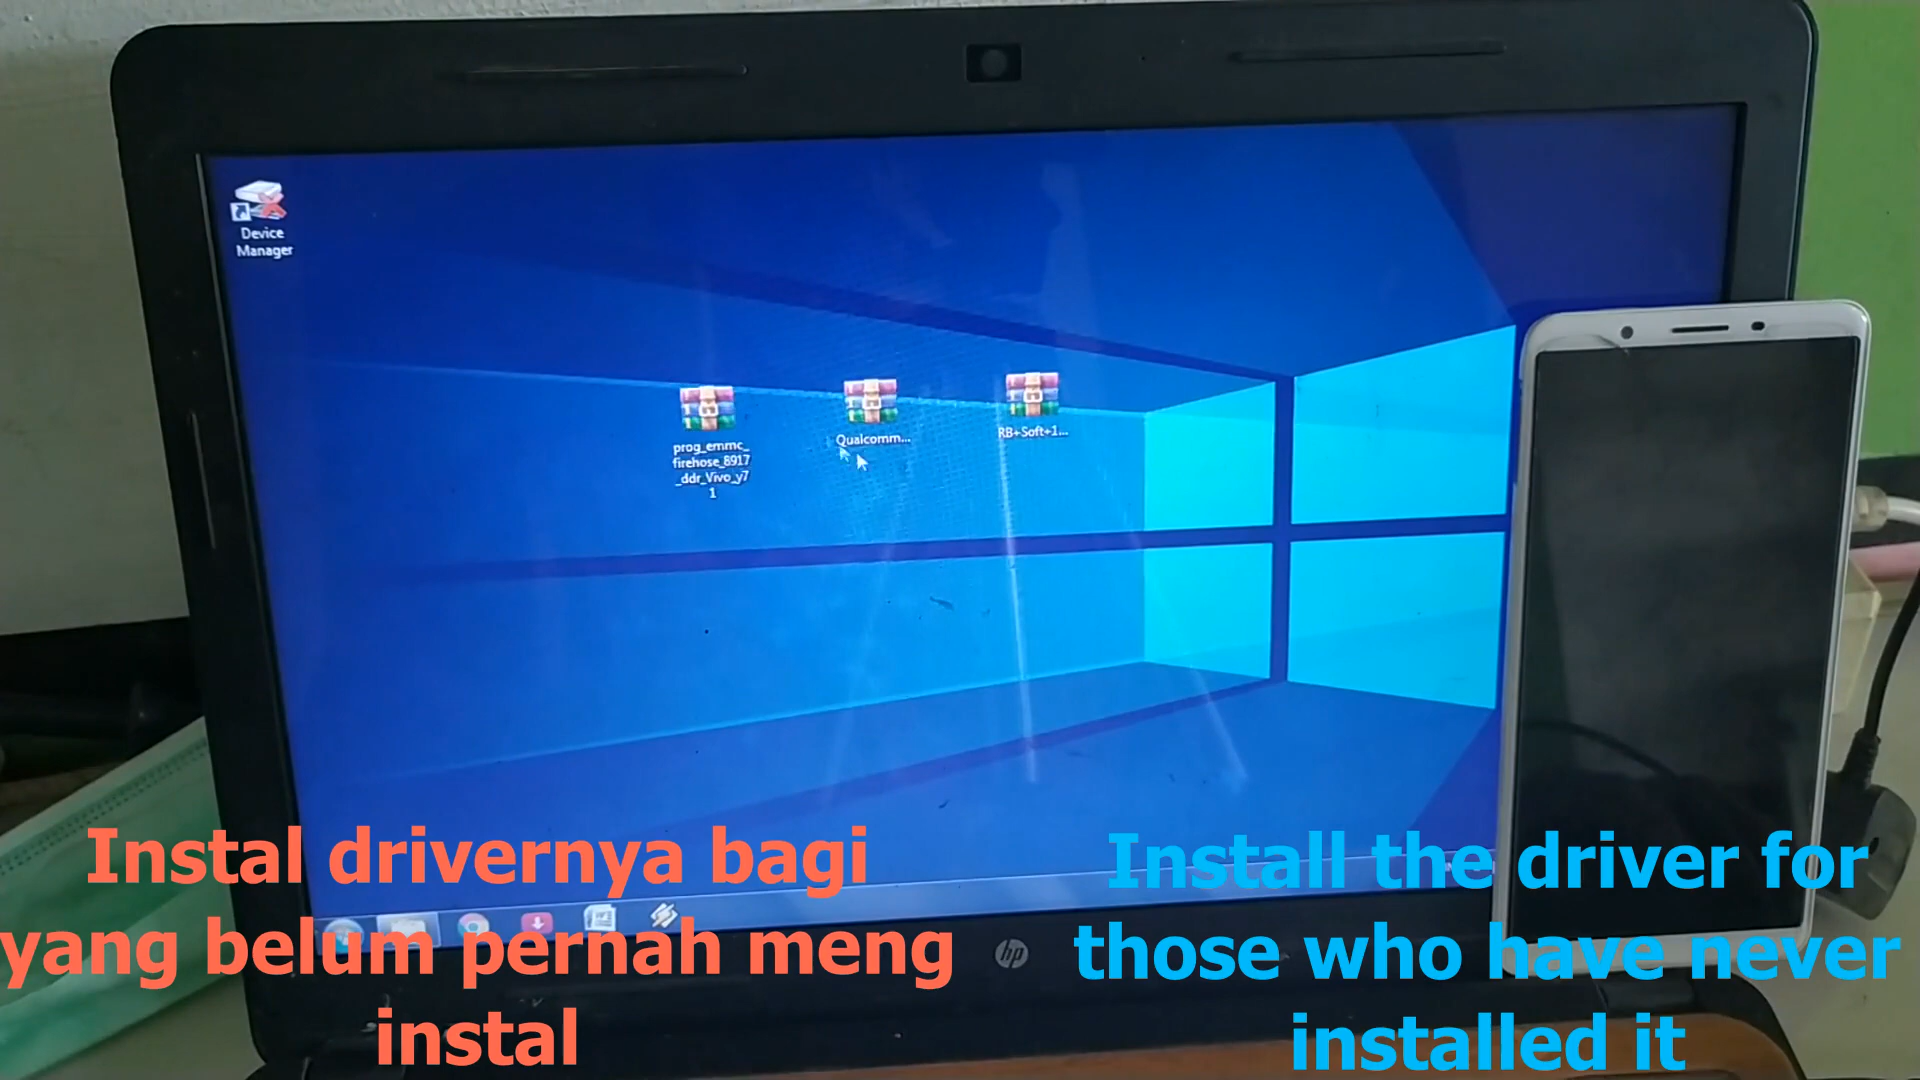 Device
Manager
prog_emmc_
firehose_8917
_ddr_Vivo_y7
1
Qualcomm...
RB+Soft+1...
hp
Instal drivernya bagi
yang belum pernah meng
instal
Install the driver for
those who have never
installed it